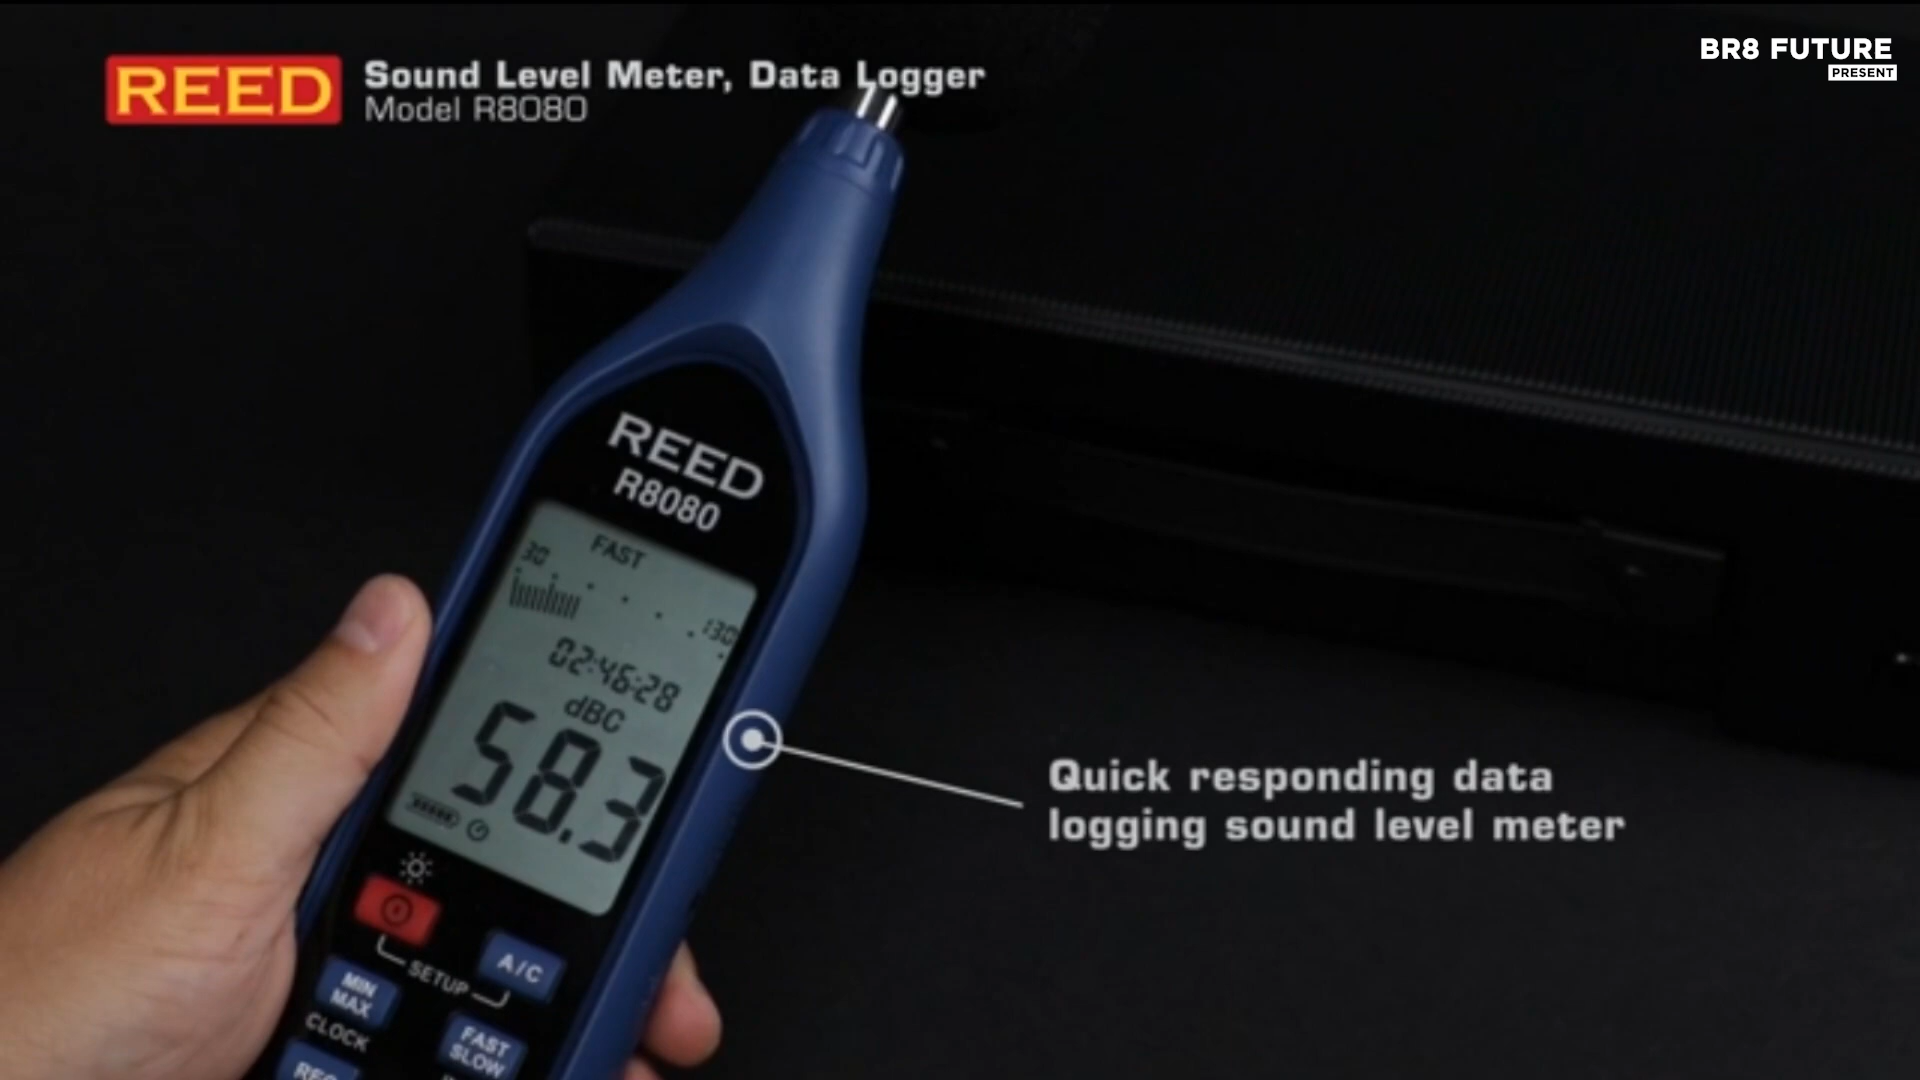 REED
Sound Level Meter, Data Logger
Model R8080
BR8 FUTURE
PRESENT
REED
R8080
FAST
30
130
02:46:28
dBC
58.3
A/C
SETUP
MIN
MAX
CLOCK
FAST
SLOW
REC
Quick responding data
logging sound level meter